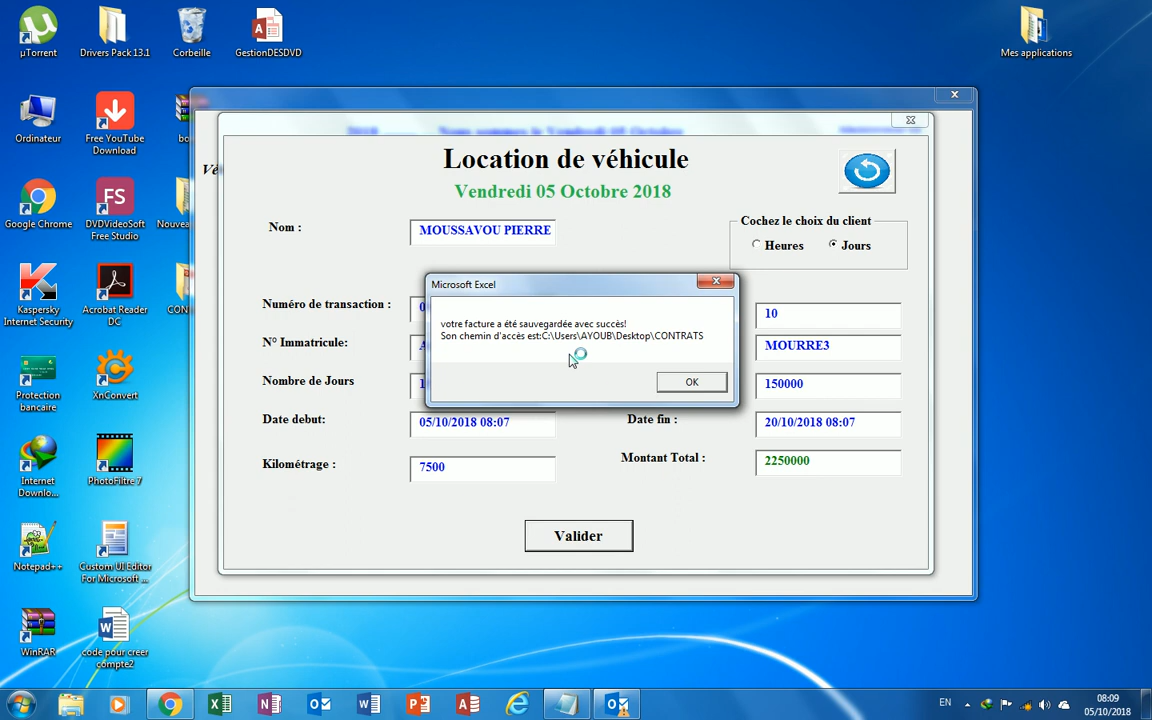 µTorrent
Drivers Pack 13.1
Corbeille
GestionDESDVD
Mes applications
Ordinateur
Free YouTube
Download
bo
Google Chrome
DVDVideoSoft
Free Studio
Nouvea
Kaspersky
Internet Security
Acrobat Reader
DC
CON
Protection
bancaire
XnConvert
Internet
Downlo...
PhotoFiltre 7
Notepad++
Custom UI Editor
For Microsoft ...
WinRAR
code pour creer
compte2
Vé
Location de véhicule
Vendredi 05 Octobre 2018
Nom :
MOUSSAVOU PIERRE
Cochez le choix du client
Heures
Jours
Microsoft Excel
votre facture a été sauvegardée avec succès!
Son chemin d'accès est:C:\Users\AYOUB\Desktop\CONTRATS
OK
Numéro de transaction :
10
N° Immatricule:
MOURRE3
Nombre de Jours
150000
Date debut:
05/10/2018 08:07
Date fin :
20/10/2018 08:07
Kilométrage :
7500
Montant Total :
2250000
Valider
EN
08:09
05/10/2018